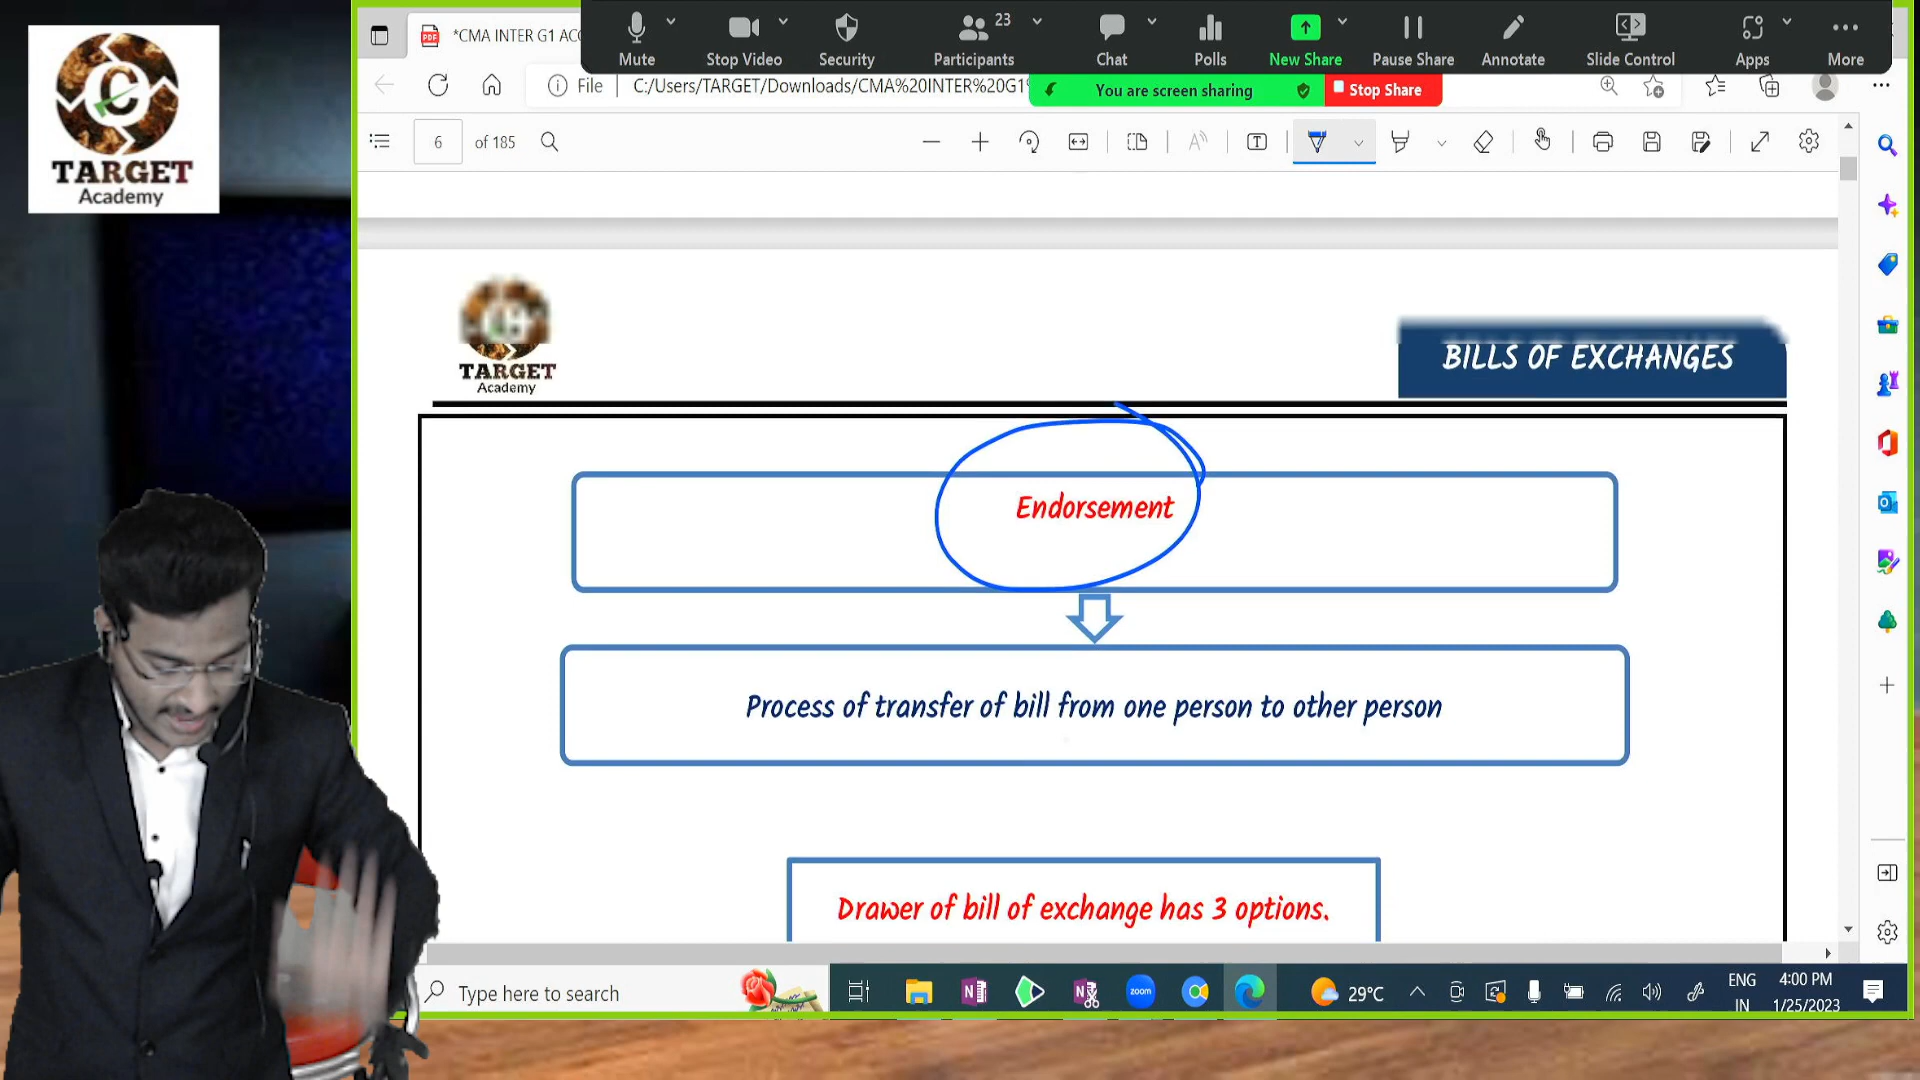 TARGET
Academy
*CMA INTER G1 ACC
Mute
Stop Video
Security
23
Participants
Chat
Polls
New Share
Pause Share
Annotate
Slide Control
Apps
More
File
C:/Users/TARGET/Downloads/CMA%20INTER%20G1%
You are screen sharing
Stop Share
6
of 185
TARGET
Academy
BILLS OF EXCHANGES
Endorsement
Process of transfer of bill from one person to other person
Drawer of bill of exchange has 3 options.
Type here to search
zoom
29°C
ENG
IN
4:00 PM
1/25/2023